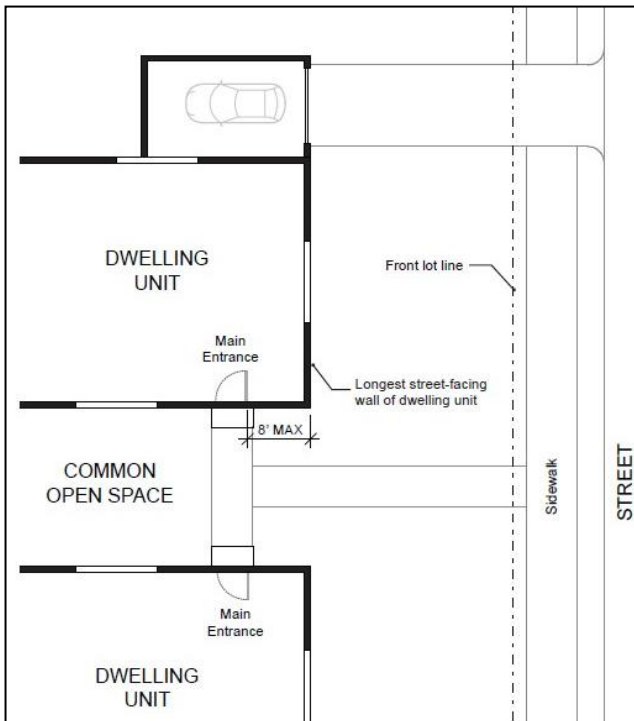 DWELLING
UNIT
Front lot line
Main
Entrance
Longest street-facing
wall of dwelling unit
8' MAX
COMMON
OPEN SPACE
Sidewalk
STREET
Main
Entrance
DWELLING
UNIT